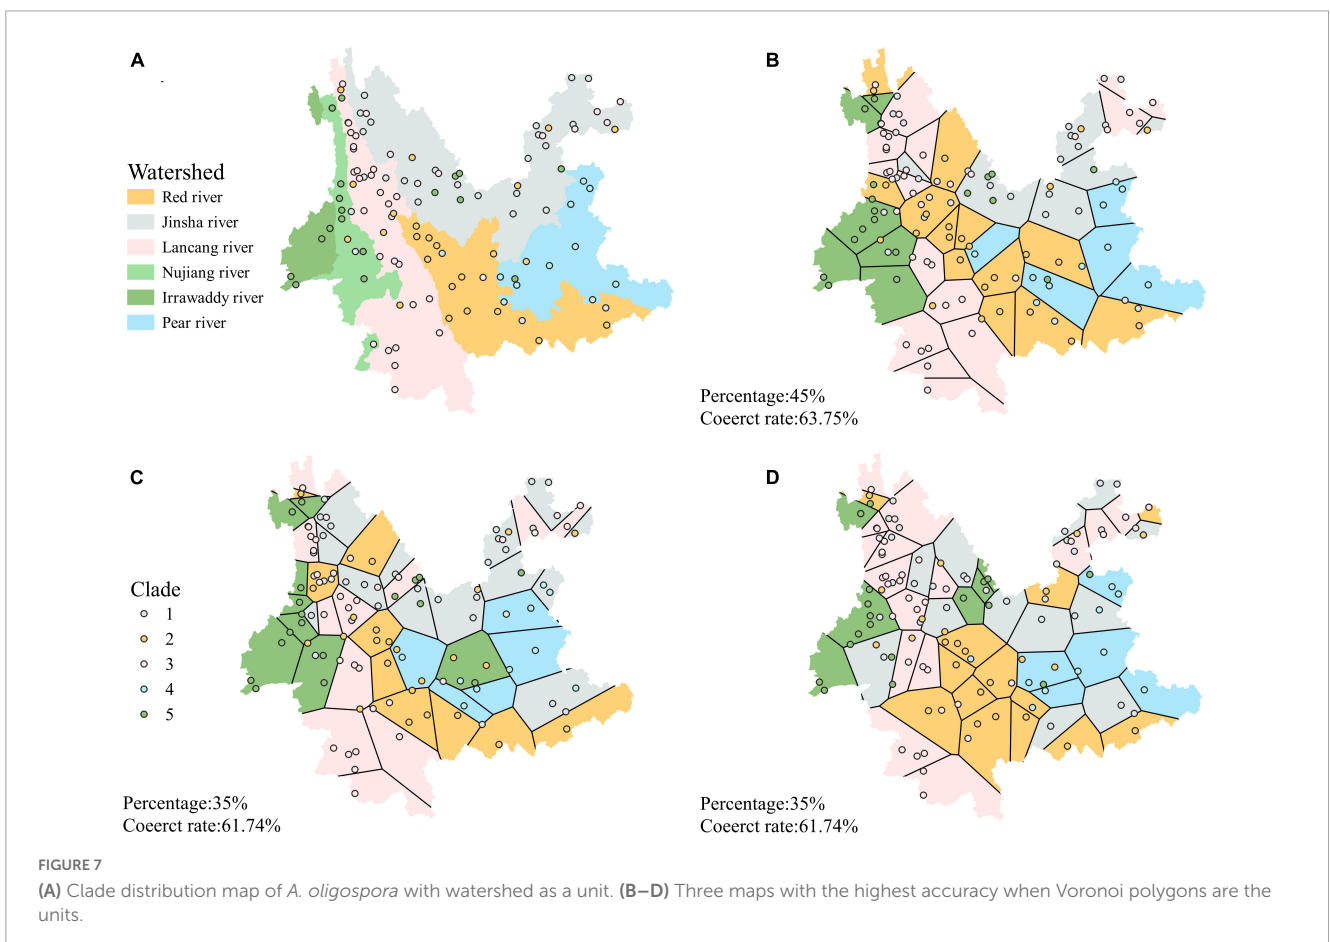 A
B
Watershed
Red river
Jinsha river
Lancang river
Nujiang river
Irrawaddy river
Pear river
Percentage:45%
Coeerct rate:63.75%
C
D
Clade
1
2
3
4
5
Percentage:35%
Coeerct rate:61.74%
Percentage:35%
Coeerct rate:61.74%
FIGURE 7
(A) Clade distribution map of A. oligospora with watershed as a unit. (B–D) Three maps with the highest accuracy when Voronoi polygons are the
units.